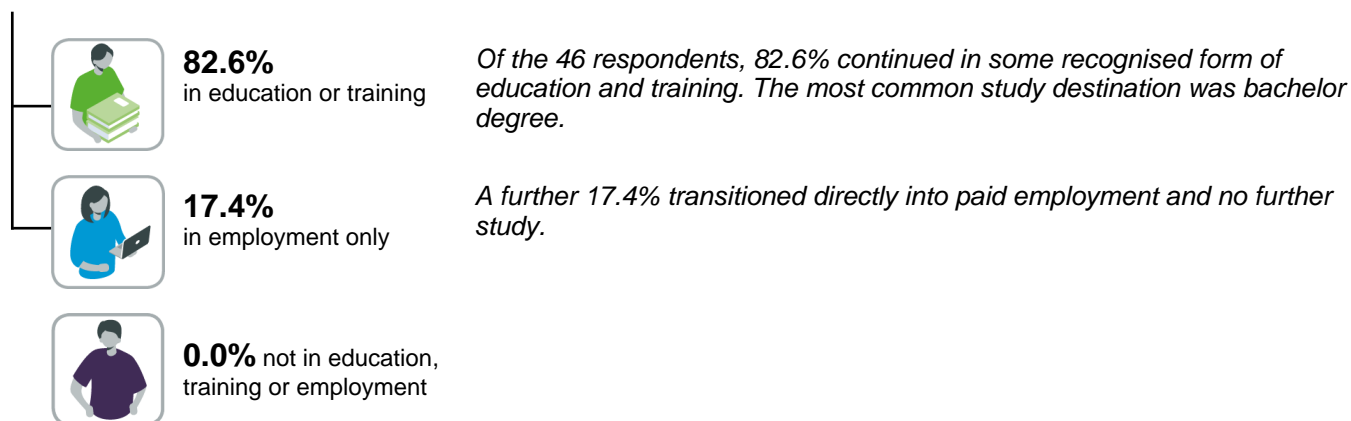 82.6%
in education or training
Of the 46 respondents, 82.6% continued in some recognised form of
education and training. The most common study destination was bachelor
degree.
17.4%
in employment only
A further 17.4% transitioned directly into paid employment and no further
study.
0.0% not in education,
training or employment